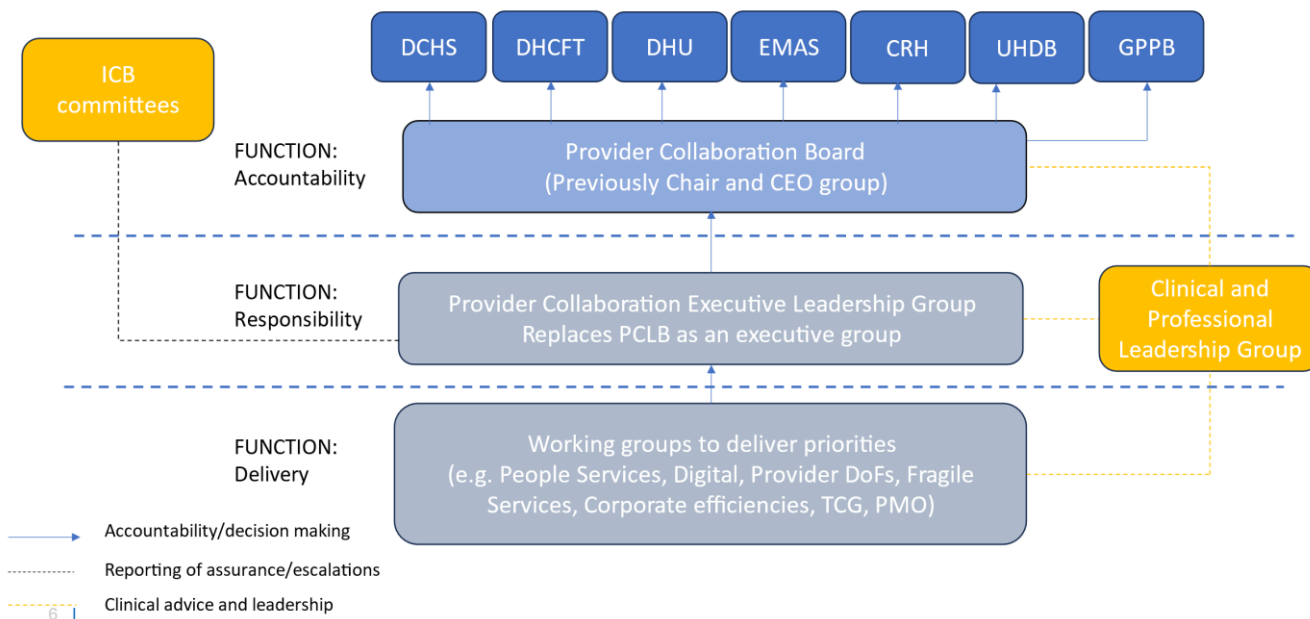 DCHS
DHCFT
DHU
EMAS
CRH
UHDB
GPPB
ICB
committees
FUNCTION:
Accountability
Provider Collaboration Board
(Previously Chair and CEO group)
FUNCTION:
Responsibility
Provider Collaboration Executive Leadership Group
Replaces PCLB as an executive group
Clinical and
Professional
Leadership Group
FUNCTION:
Delivery
Working groups to deliver priorities
(e.g. People Services, Digital, Provider DoFs, Fragile
Services, Corporate efficiencies, TCG, PMO)
Accountability/decision making
Reporting of assurance/escalations
Clinical advice and leadership
6